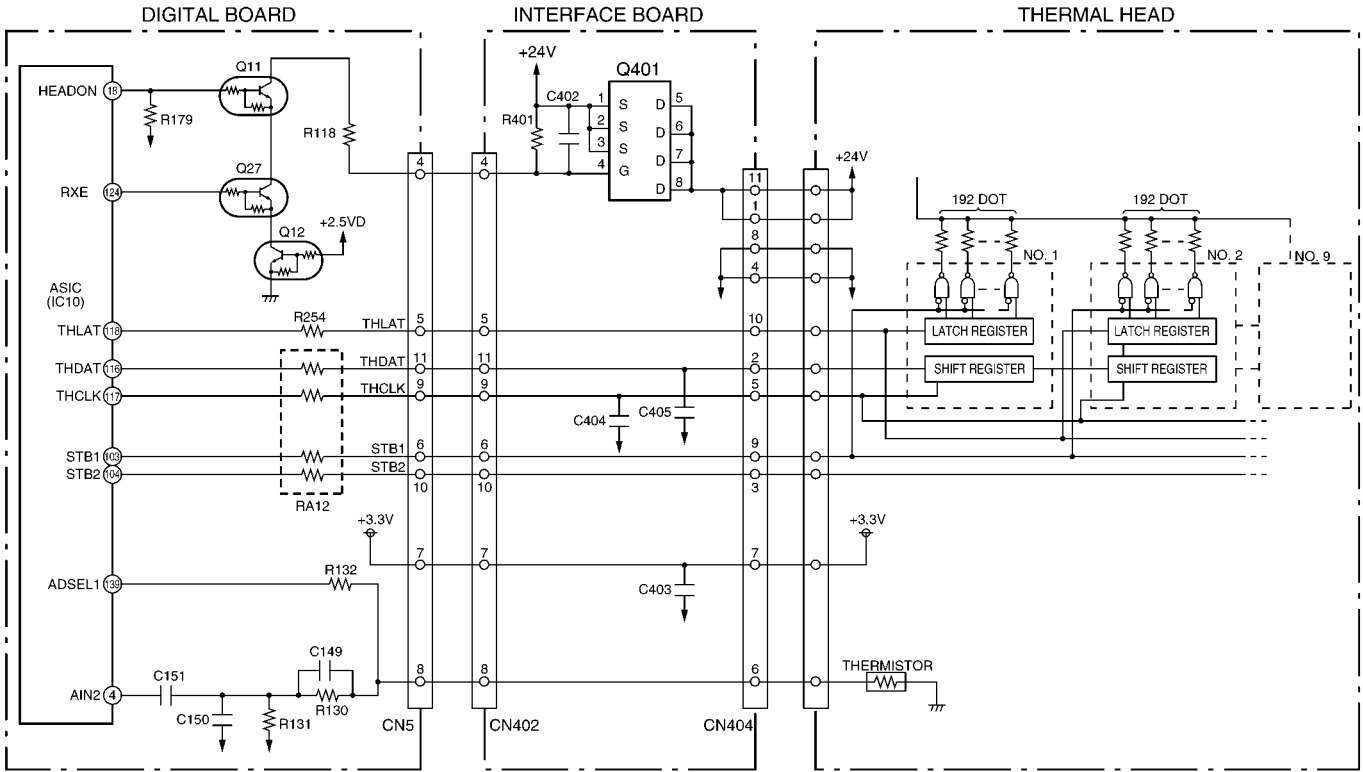 DIGITAL BOARD INTERFACE BOARD THERMAL HEAD
+24V
Q11 Q401
HEADON 18
R179
R118
R401
C402
1 S D 5
2 S D 6
3 S D 7
4 G D 8
4 4
+24V
11
1
8
4
Q27
RXE 124
Q12
+2.5VD
192 DOT 192 DOT
NO. 1 NO. 2 NO. 9
ASIC
(IC10)
R254
THLAT 118 THLAT 5 5 10
LATCH REGISTER LATCH REGISTER
THDAT 116 THDAT 11 11 2
SHIFT REGISTER SHIFT REGISTER
THCLK 117 THCLK 9 9 5
C404 C405
STB1 103 STB1 6 6 9
STB2 104 STB2 10 10 3
RA12
+3.3V +3.3V
7 7 7
R132
ADSEL1 139
C403
C149
C151
8 8 6
THERMISTOR
AIN2 4
R130
C150 R131
CN5 CN402 CN404